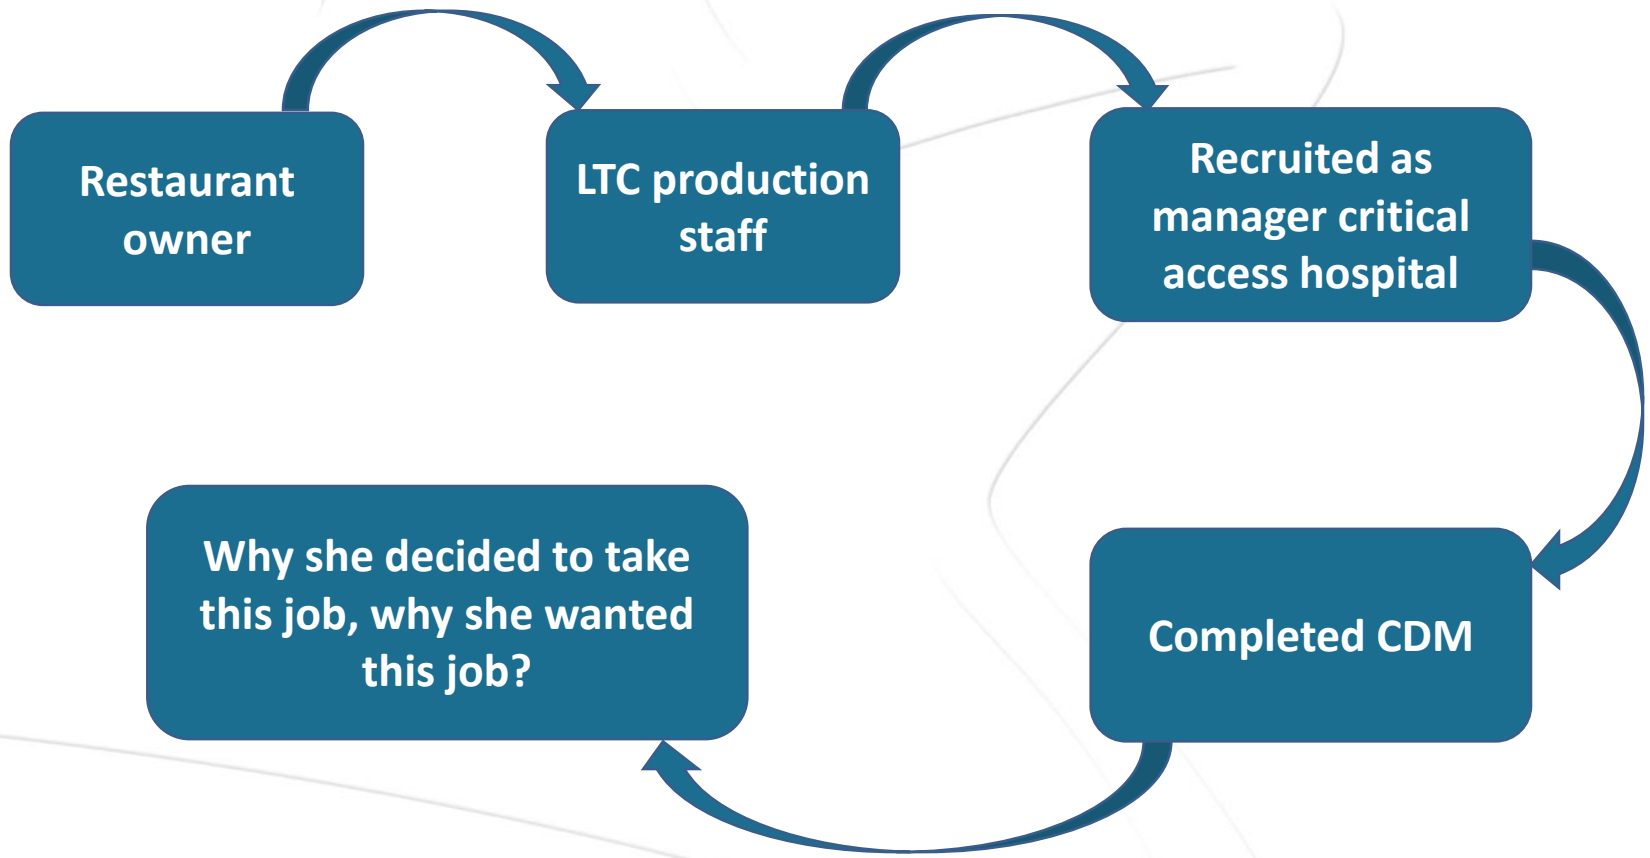 Restaurant
owner
LTC production
staff
Recruited as
manager critical
access hospital
Completed CDM
Why she decided to take
this job, why she wanted
this job?